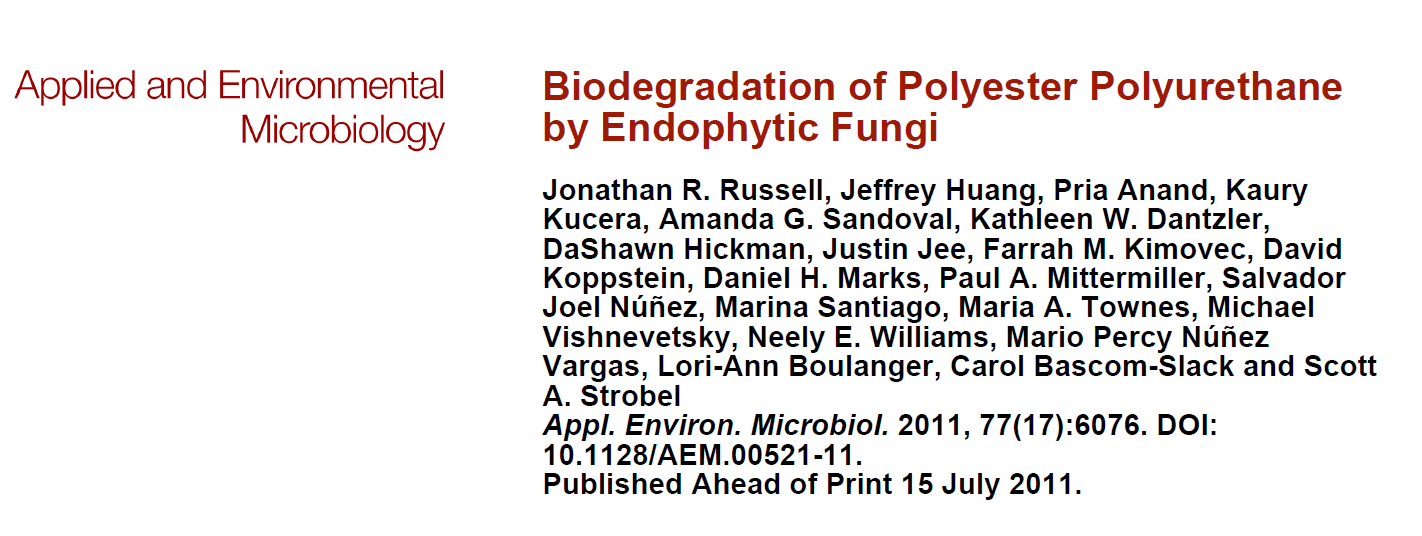 Applied and Environmental
Microbiology
Biodegradation of Polyester Polyurethane
by Endophytic Fungi
Jonathan R. Russell, Jeffrey Huang, Pria Anand, Kaury
Kucera, Amanda G. Sandoval, Kathleen W. Dantzler,
DaShawn Hickman, Justin Jee, Farrah M. Kimovec, David
Koppstein, Daniel H. Marks, Paul A. Mittermiller, Salvador
Joel Núñez, Marina Santiago, Maria A. Townes, Michael
Vishnevetsky, Neely E. Williams, Mario Percy Núñez
Vargas, Lori-Ann Boulanger, Carol Bascom-Slack and Scott
A. Strobel
Appl. Environ. Microbiol. 2011, 77(17):6076. DOI:
10.1128/AEM.00521-11.
Published Ahead of Print 15 July 2011.